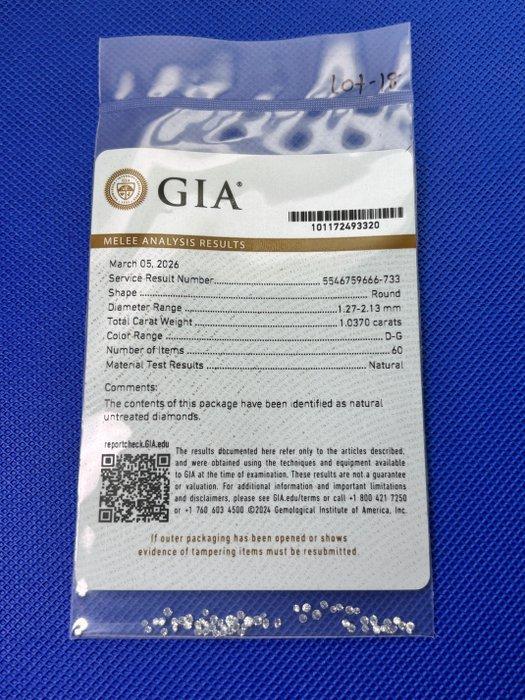 Lot-18
GIA®
101172493320
MELEE ANALYSIS RESULTS
March 05, 2026
Service Result Number.......................... 5546759666-733
Shape .......................... Round
Diameter Range .......................... 1.27-2.13 mm
Total Carat Weight .......................... 1.0370 carats
Color Range .......................... D-G
Number of Items .......................... 60
Material Test Results .......................... Natural
Comments:
The contents of this package have been identified as natural
untreated diamonds.
reportcheck.GIA.edu
The results documented here refer only to the articles described,
and were obtained using the techniques and equipment available
to GIA at the time of examination. These results are not a guarantee
or valuation. For additional information and important limitations
and disclaimers, please see GIA.edu/terms or call +1 800 421 7250
or +1 760 603 4500 ©2024 Gemological Institute of America, Inc.
If outer packaging has been opened or shows
evidence of tampering items must be resubmitted.